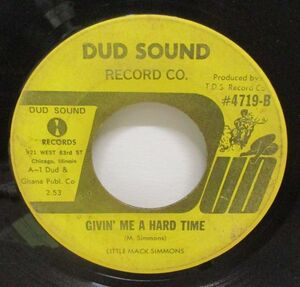 DUD SOUND
RECORD CO.
Produced by:
T.D.S. Record Co.
#4719-B
DUD SOUND
RECORDS
921 WEST 63rd ST
Chicago, Illinois
A-1 Dud &
Ghana Publ. Co
2:53
GIVIN' ME A HARD TIME
(M. Simmons)
LITTLE MACK SIMMONS